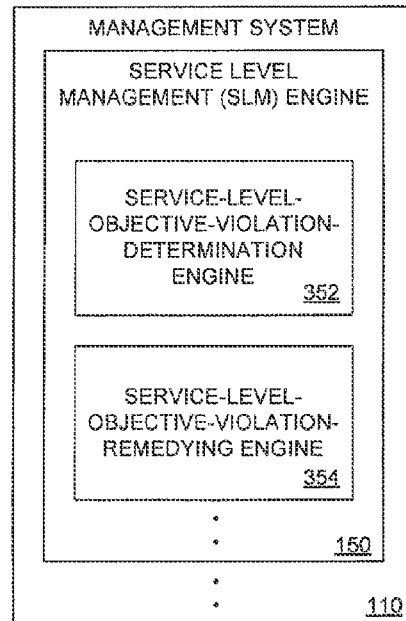 MANAGEMENT SYSTEM
SERVICE LEVEL
MANAGEMENT (SLM) ENGINE
SERVICE-LEVEL-
OBJECTIVE-VIOLATION-
DETERMINATION
ENGINE
352
SERVICE-LEVEL-
OBJECTIVE-VIOLATION-
REMEDYING ENGINE
354
150
110